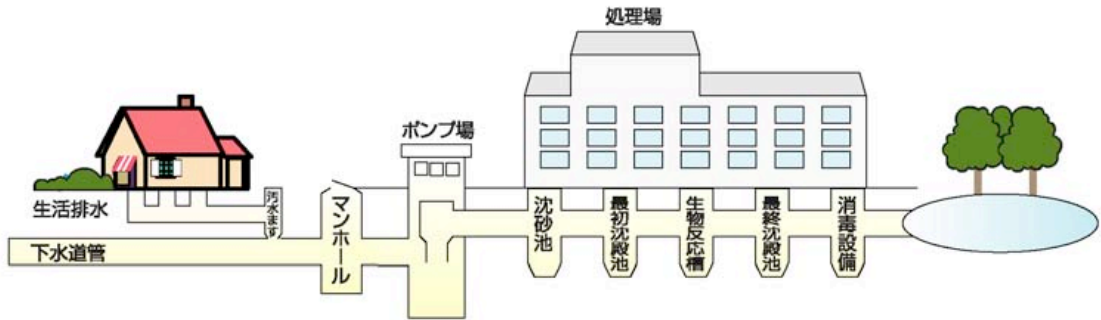 処理場
ポンプ場
生活排水
汚水ます
マンホール
下水道管
沈砂池
最初沈殿池
生物反応槽
最終沈殿池
消毒設備